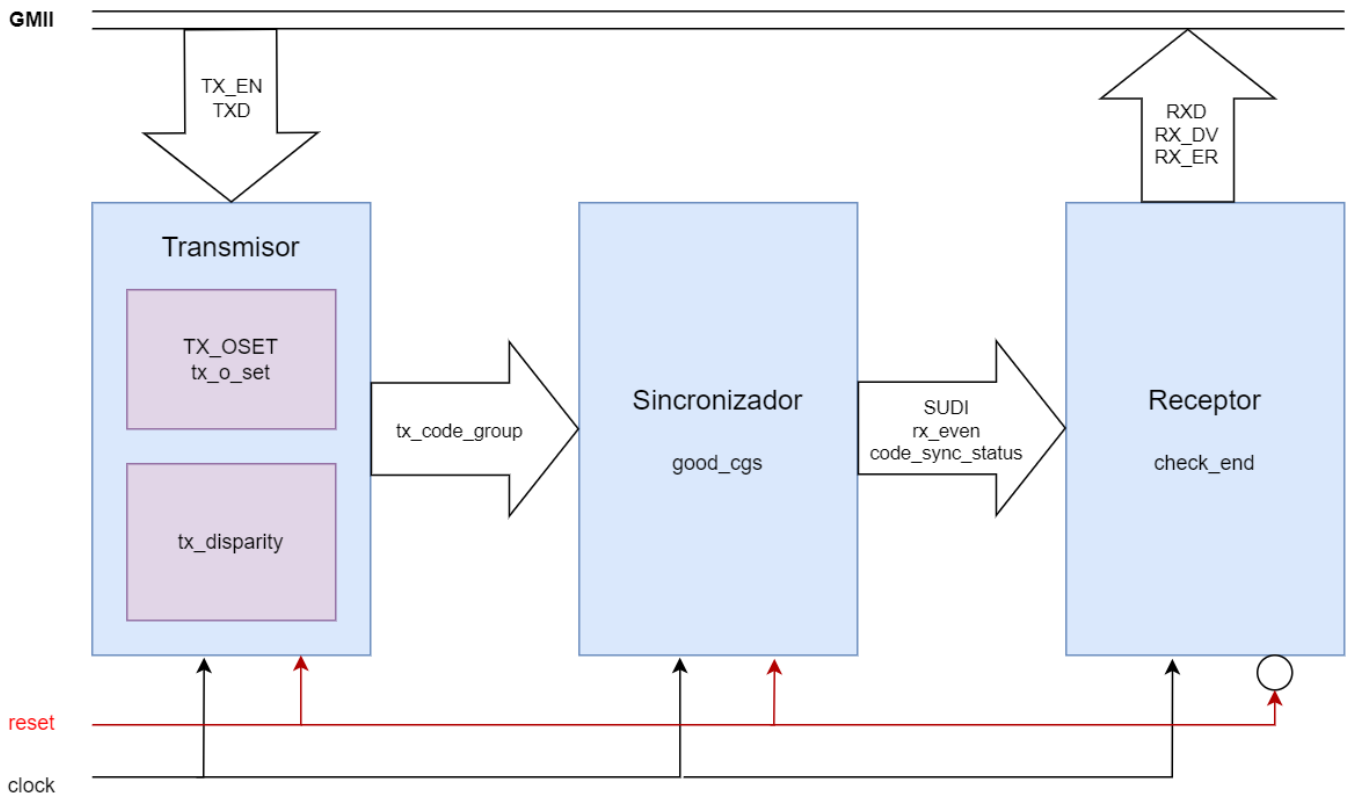 GMII
TX_EN
TXD
RXD
RX_DV
RX_ER
Transmisor
TX_OSET
tx_o_set
tx_disparity
tx_code_group
Sincronizador
good_cgs
SUDI
rx_even
code_sync_status
Receptor
check_end
reset
clock